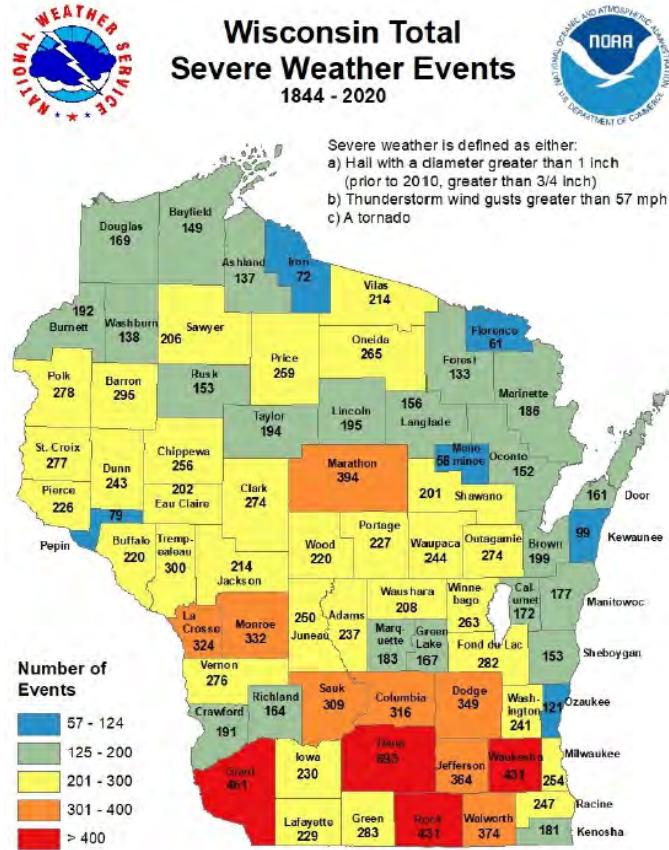 NATIONAL WEATHER SERVICE
Wisconsin Total
Severe Weather Events
1844 - 2020
NOAA
NATIONAL OCEANIC AND ATMOSPHERIC ADMINISTRATION
U.S. DEPARTMENT OF COMMERCE
Severe weather is defined as either:
a) Hail with a diameter greater than 1 inch
(prior to 2010, greater than 3/4 inch)
b) Thunderstorm wind gusts greater than 57 mph
c) A tornado
Douglas
169
Bayfield
149
Ashland
137
Iron
72
Vilas
214
192
Burnett
Washburn
138
206
Sawyer
Price
259
Oneida
265
Florence
61
Forest
133
Marinette
186
Polk
278
Barron
295
Rusk
153
Taylor
194
Lincoln
195
156
Langlade
St. Croix
277
Dunn
243
Chippewa
256
202
Eau Claire
Marathon
394
Meno-
minee
Oconto
152
Pierce
226
79
Pepin
Clark
274
201
Shawano
161
Door
Buffalo
220
Tremp-
ealeau
300
214
Jackson
Wood
220
Portage
227
Waupaca
244
Outagamie
274
Brown
199
99
Kewaunee
La
Crosse
324
Monroe
332
250
Juneau
Adams
237
Waushara
208
Winne-
bago
263
Cal-
umet
172
177
Manitowoc
Marq-
uette
183
Green
Lake
167
Fond du Lac
282
153
Sheboygan
Vernon
276
Crawford
191
Richland
164
Sauk
309
Columbia
316
Dodge
349
Wash-
ington
241
121
Ozaukee
Grant
461
Iowa
230
Dane
Jefferson
364
Waukesha
431
Milwaukee
254
Lafayette
229
Green
283
Rock
431
Walworth
374
247
Racine
181
Kenosha
Number of
Events
57 - 124
125 - 200
201 - 300
301 - 400
> 400